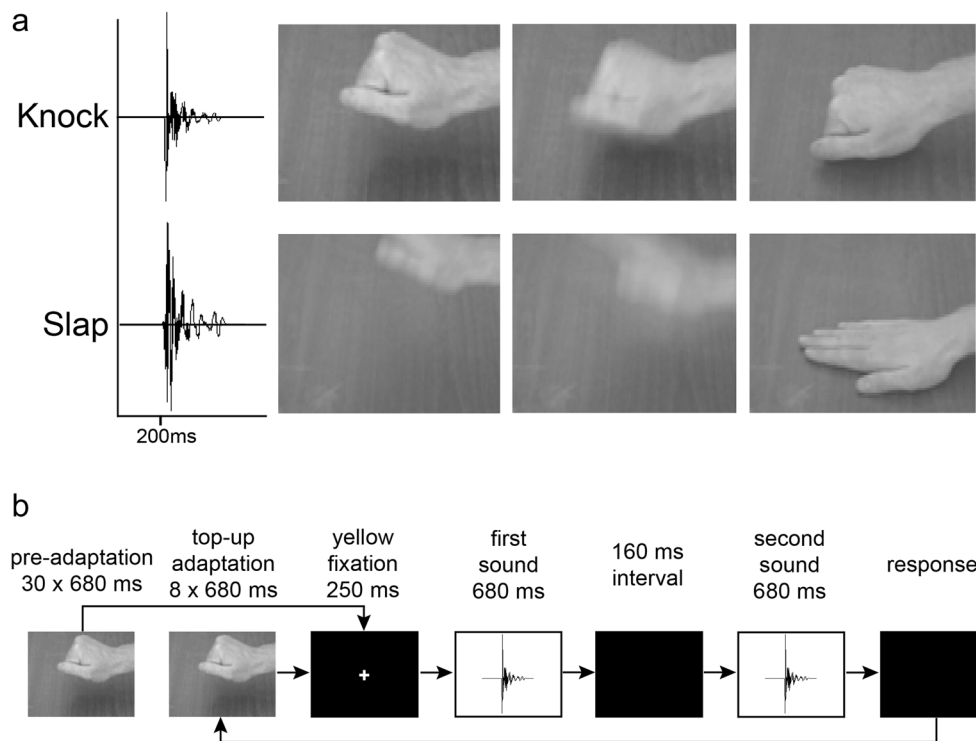 a
Knock
Slap
200ms
b
pre-adaptation
30 x 680 ms
top-up
adaptation
8 x 680 ms
yellow
fixation
250 ms
first
sound
680 ms
160 ms
interval
second
sound
680 ms
response